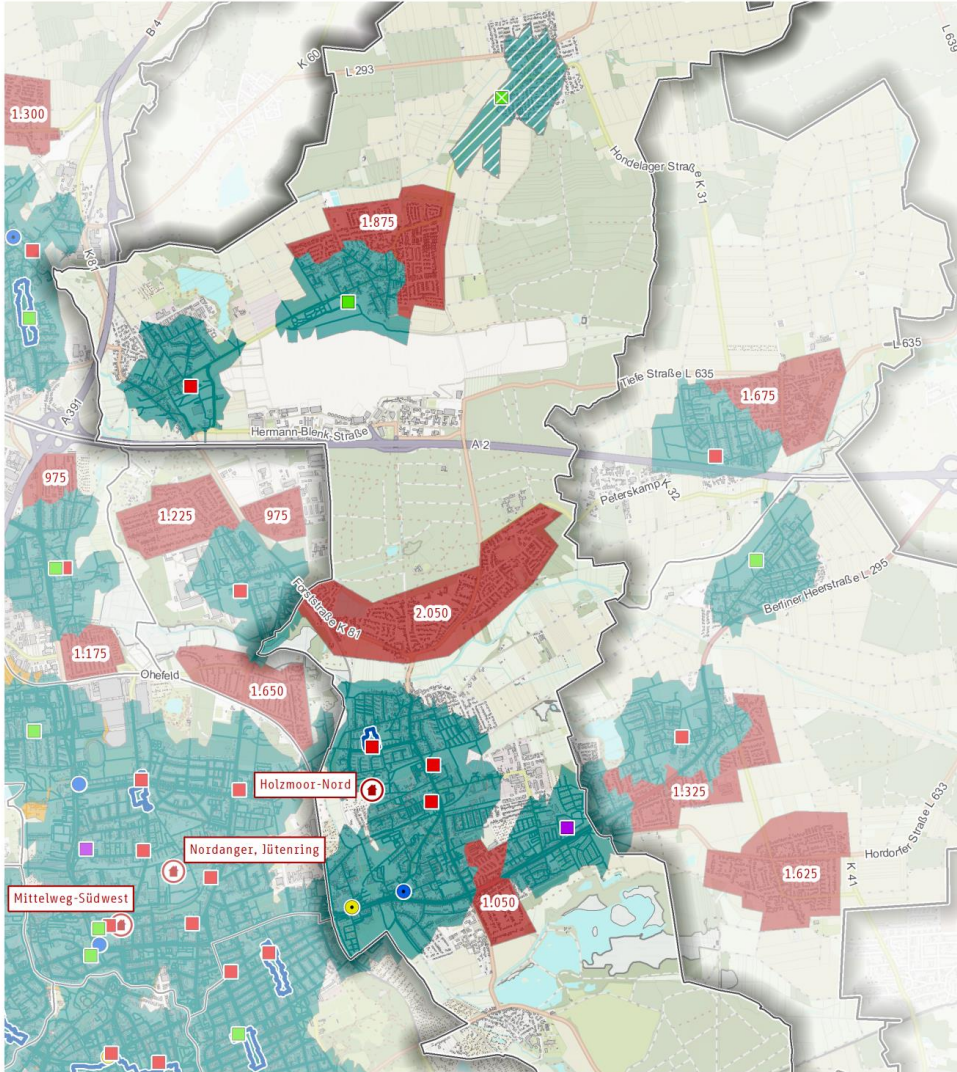 B 4
L 639
K 60
L 293
1.300
Hondelager Straße K 31
1.875
K 81
L 635
Tiefe Straße L 635
1.675
A 391
Hermann-Blenk-Straße
A 2
975
Peterskamp K 32
1.225
975
Berliner Heerstraße L 295
Forststraße K 81
2.050
1.175
Ohefeld
1.650
Holzmoor-Nord
1.325
Hordorfer Straße L 633
Nordanger, Jütenring
1.625
K 41
Mittelweg-Südwest
1.050